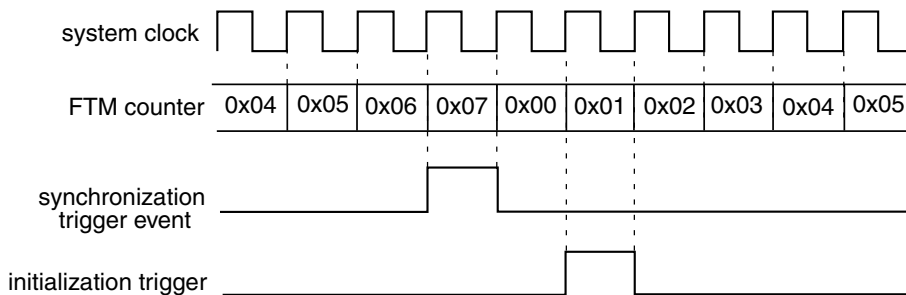 system clock
FTM counter 0x04 0x05 0x06 0x07 0x00 0x01 0x02 0x03 0x04 0x05
synchronization
trigger event
initialization trigger